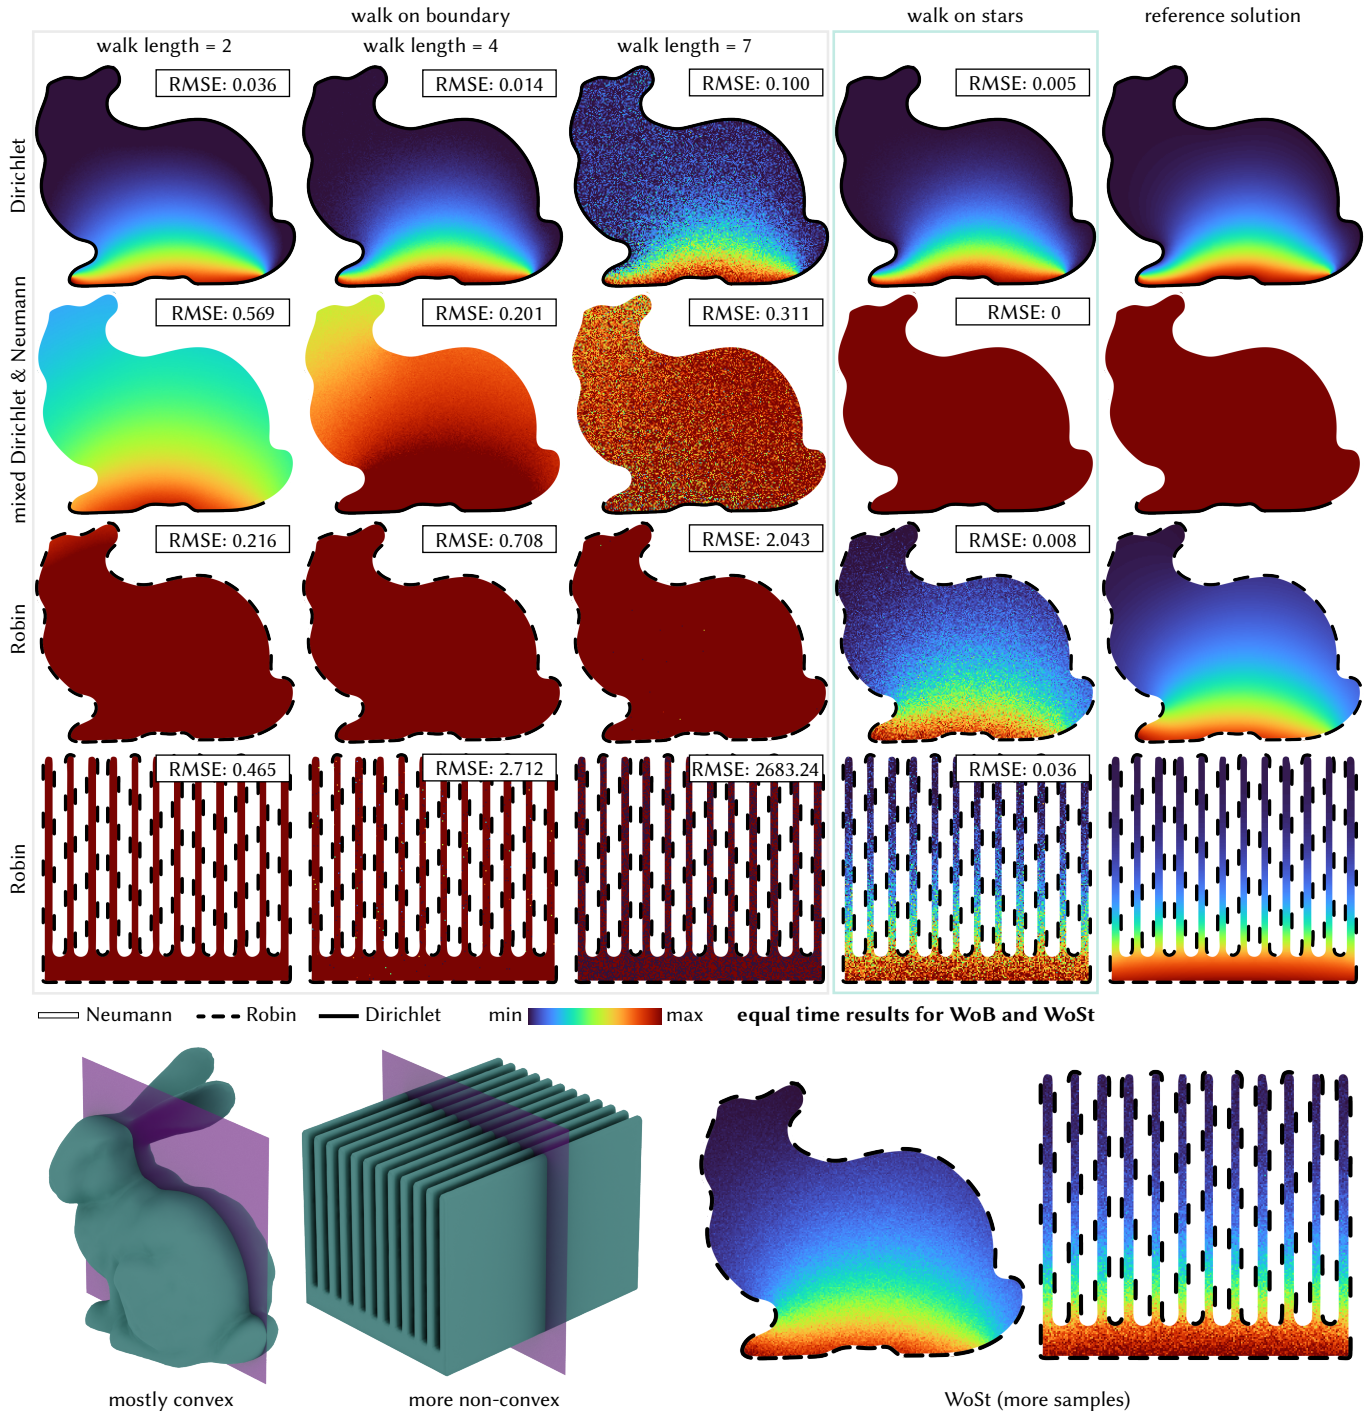 walk on boundary
walk on stars
reference solution
walk length = 2
walk length = 4
walk length = 7
Dirichlet
RMSE: 0.036
RMSE: 0.014
RMSE: 0.100
RMSE: 0.005
mixed Dirichlet & Neumann
RMSE: 0.569
RMSE: 0.201
RMSE: 0.311
RMSE: 0
Robin
RMSE: 0.216
RMSE: 0.708
RMSE: 2.043
RMSE: 0.008
Robin
RMSE: 0.465
RMSE: 2.712
RMSE: 2683.24
RMSE: 0.036
Neumann
Robin
Dirichlet
min
max
equal time results for WoB and WoSt
mostly convex
more non-convex
WoSt (more samples)